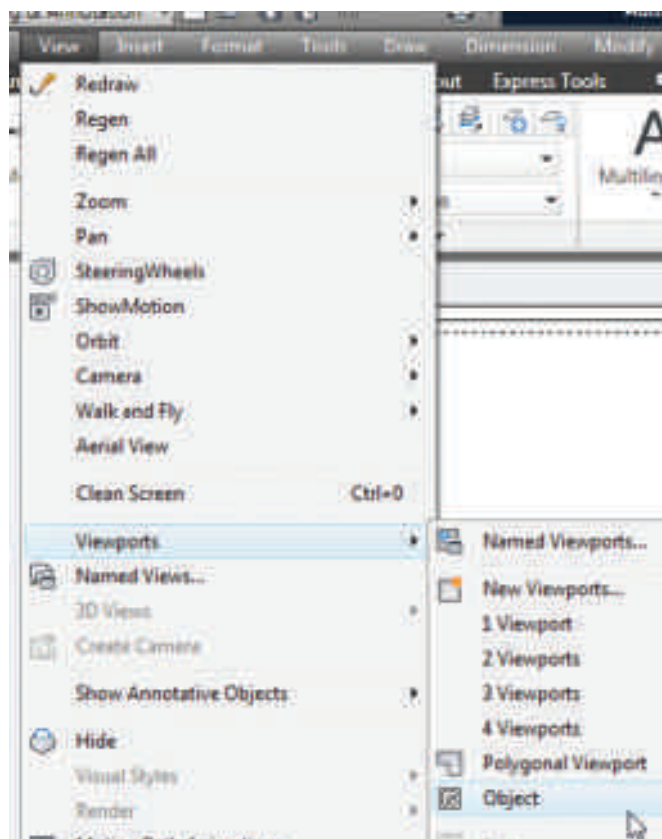 View Insert Format Tools Draw Dimension Modify
Express Tools
Redraw
Regen
Regen All
Zoom
Pan
SteeringWheels
ShowMotion
Orbit
Camera
Walk and Fly
Aerial View
Clean Screen Ctrl+0
Viewports
Named Views...
3D Views
Create Camera
Show Annotative Objects
Hide
Visual Styles
Render
Named Viewports...
New Viewports...
1 Viewport
2 Viewports
3 Viewports
4 Viewports
Polygonal Viewport
Object